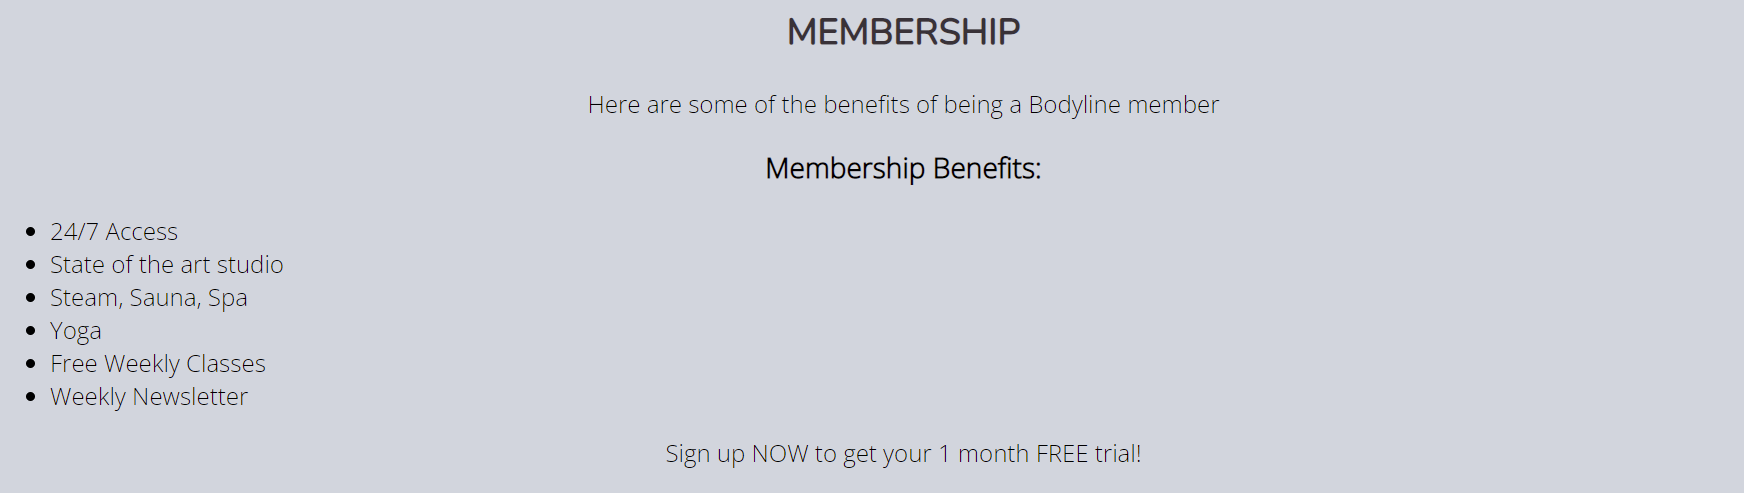 MEMBERSHIP
Here are some of the benefits of being a Bodyline member
Membership Benefits:
24/7 Access
State of the art studio
Steam, Sauna, Spa
Yoga
Free Weekly Classes
Weekly Newsletter
Sign up NOW to get your 1 month FREE trial!